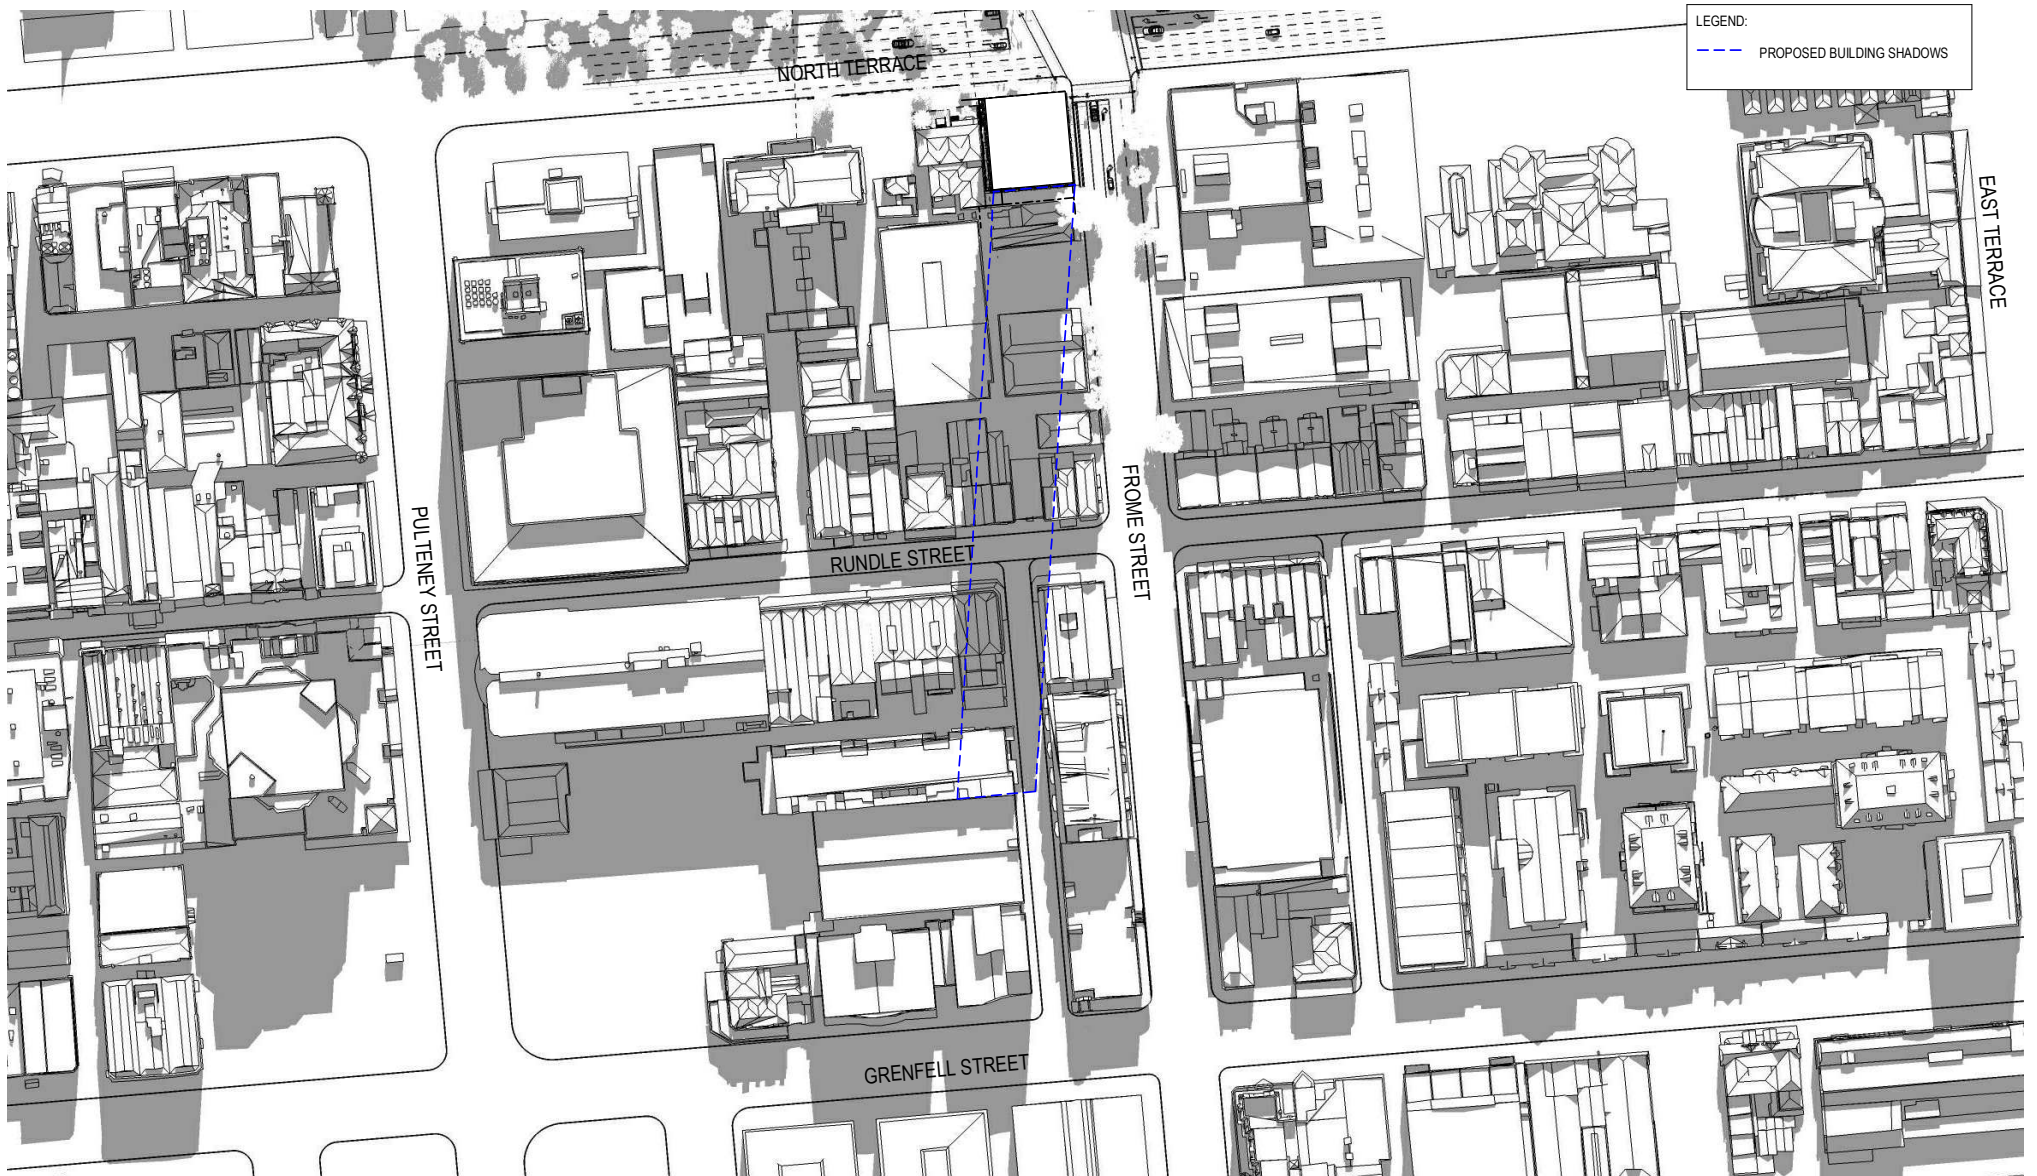 LEGEND:
PROPOSED BUILDING SHADOWS
NORTH TERRACE
EAST TERRACE
PULTENEY STREET
FROME STREET
RUNDLE STREET
GRENFELL STREET